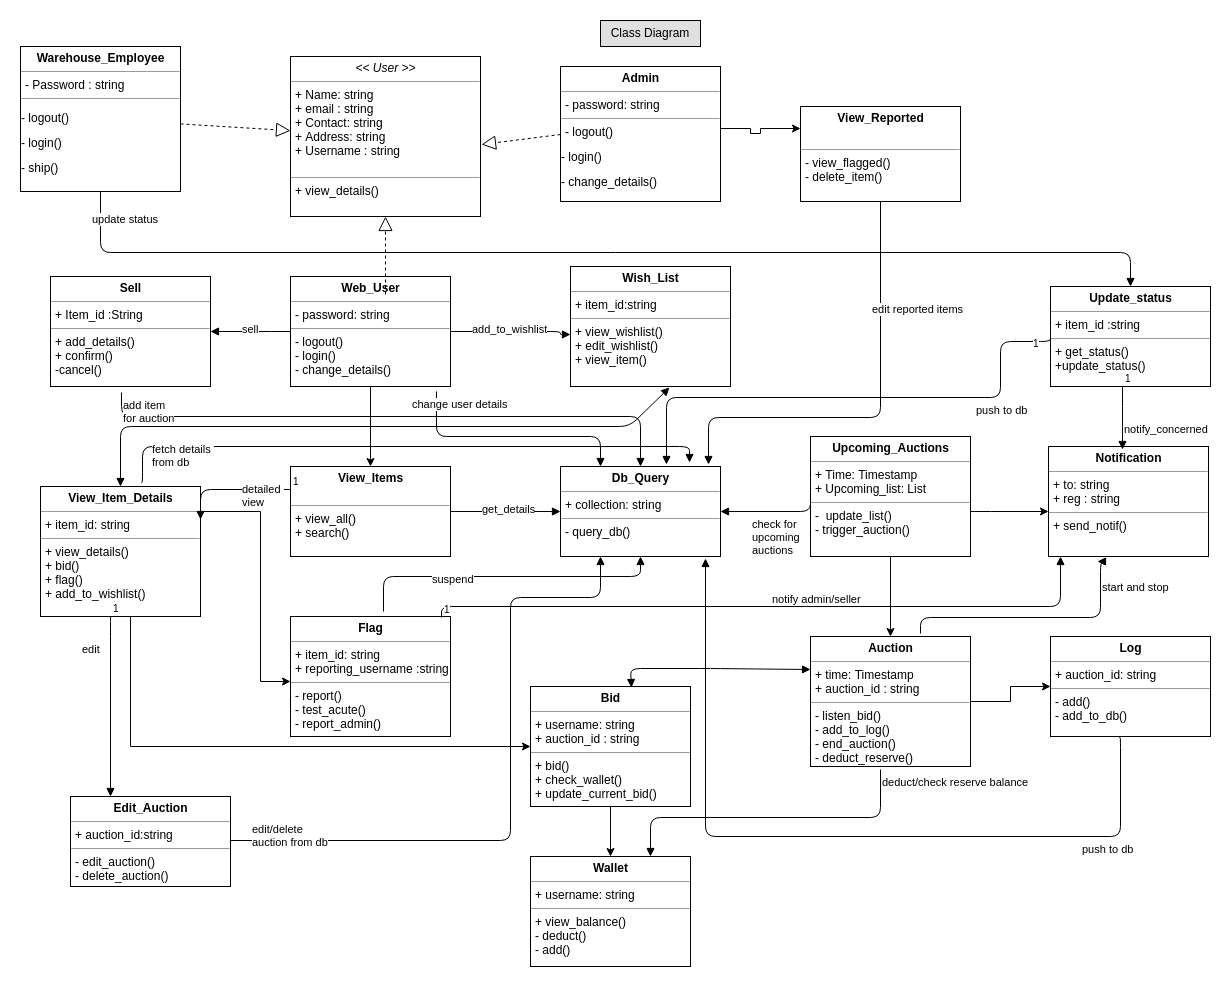 Class Diagram
Warehouse_Employee
- Password : string
- logout()
- login()
- ship()
<< User >>
+ Name: string
+ email : string
+ Contact: string
+ Address: string
+ Username : string
+ view_details()
Admin
- password: string
- logout()
- login()
- change_details()
View_Reported
- view_flagged()
- delete_item()
update status
Sell
+ Item_id :String
+ add_details()
+ confirm()
-cancel()
sell
Web_User
- password: string
- logout()
- login()
- change_details()
add_to_wishlist
Wish_List
+ item_id:string
+ view_wishlist()
+ edit_wishlist()
+ view_item()
edit reported items
Update_status
+ item_id :string
+ get_status()
+update_status()
1
1
push to db
notify_concerned
add item
for auction
change user details
fetch details
from db
View_Item_Details
+ item_id: string
+ view_details()
+ bid()
+ flag()
+ add_to_wishlist()
1
detailed
view
1
View_Items
+ view_all()
+ search()
get_details
Db_Query
+ collection: string
- query_db()
check for
upcoming
auctions
Upcoming_Auctions
+ Time: Timestamp
+ Upcoming_list: List
-  update_list()
- trigger_auction()
Notification
+ to: string
+ reg : string
+ send_notif()
suspend
1
notify admin/seller
start and stop
edit
Flag
+ item_id: string
+ reporting_username :string
- report()
- test_acute()
- report_admin()
Bid
+ username: string
+ auction_id : string
+ bid()
+ check_wallet()
+ update_current_bid()
Auction
+ time: Timestamp
+ auction_id : string
- listen_bid()
- add_to_log()
- end_auction()
- deduct_reserve()
Log
+ auction_id: string
- add()
- add_to_db()
deduct/check reserve balance
Edit_Auction
+ auction_id:string
- edit_auction()
- delete_auction()
edit/delete
auction from db
push to db
Wallet
+ username: string
+ view_balance()
- deduct()
- add()